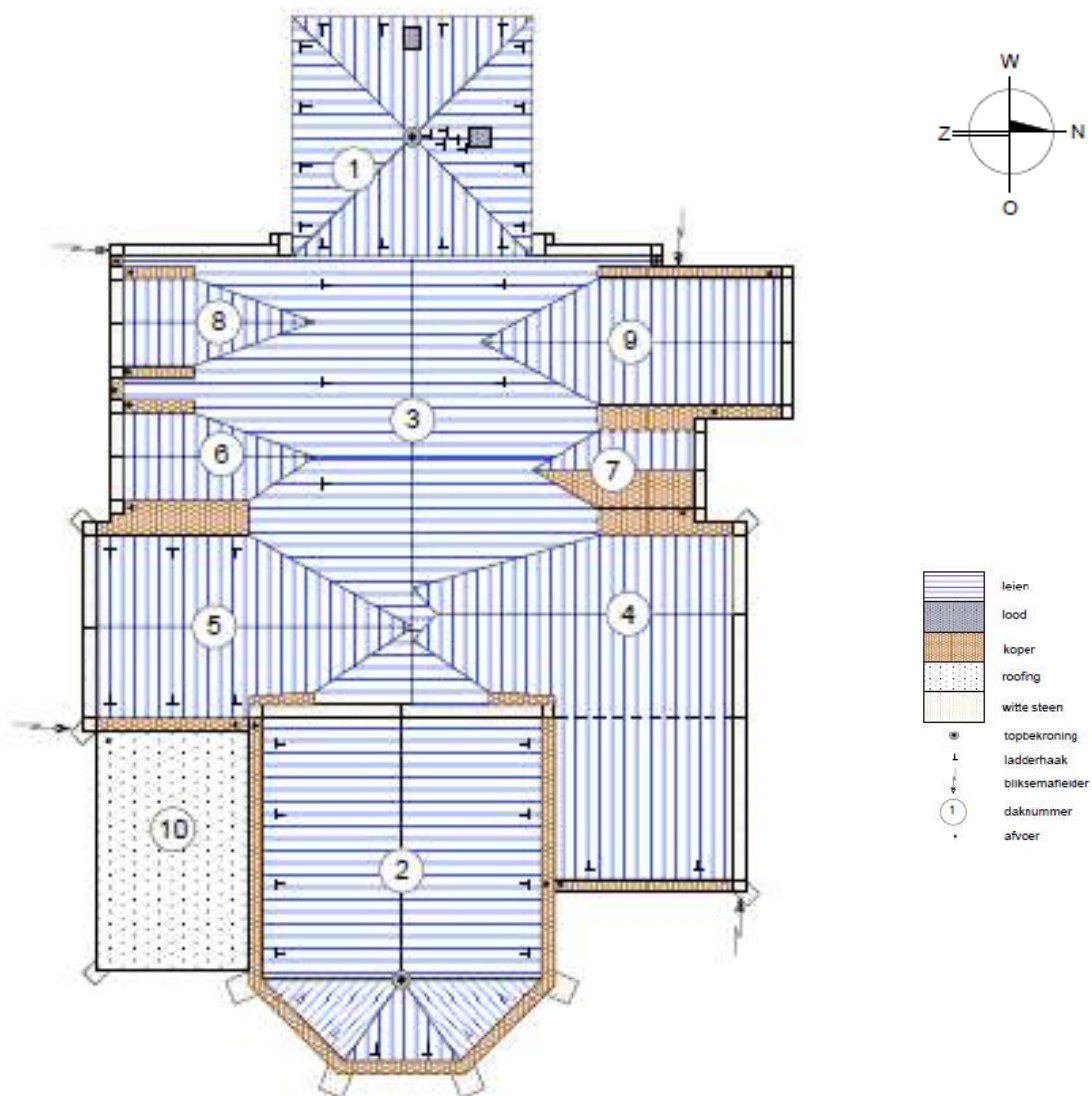 W
Z
N
O
1
8
9
3
6
7
5
4
10
2
leien
lood
koper
roofing
witte steen
topbekroning
ladderhaak
bliksemafleider
1 daknummer
afvoer